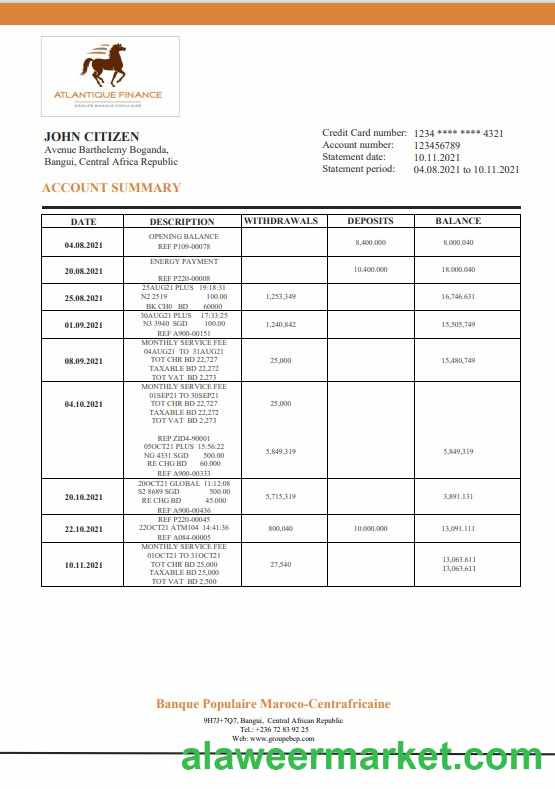 ATLANTIQUE FINANCE
GROUPE BANQUE POPULAIRE
JOHN CITIZEN
Avenue Barthelemy Boganda,
Bangui, Central Africa Republic
Credit Card number: 1234 **** **** 4321
Account number: 123456789
Statement date: 10.11.2021
Statement period: 04.08.2021 to 10.11.2021
ACCOUNT SUMMARY
DATE DESCRIPTION WITHDRAWALS DEPOSITS BALANCE
OPENING BALANCE
04.08.2021 REF P109-00078 8,400.000 8.000.040
ENERGY PAYMENT
20.08.2021 10.400.000 18.000.040
REF P220-00008
25AUG21 PLUS 19:18:31
25.08.2021 N2 2519 100.00 1,253,349 16,746.631
BK CH0 BD 60000
30AUG21 PLUS 17:33:25
01.09.2021 N3 3940 SGD 100.00 1,240,842 15,505,749
REF A900-00151
MONTHLY SERVICE FEE
04AUG21 TO 31AUG21
08.09.2021 TOT CHR BD 22,727 25,000 15,480,749
TAXABLE BD 22,272
TOT VAT BD 2,273
MONTHLY SERVICE FEE
01SEP21 TO 30SEP21
04.10.2021 TOT CHR BD 22,727 25,000
TAXABLE BD 22,272
TOT VAT BD 2,273
REP ZID4-90001
05OCT21 PLUS 15:56:22
NG 4331 SGD 500.00 5,849,319 5,849,319
RE CHG BD 60.000
REF A900-00333
20OCT21 GLOBAL 11:12:08
20.10.2021 S2 8689 SGD 500.00 5,715,319 3,891.131
RE CHG BD 45.000
REF A900-00436
REF P220-00045
22.10.2021 22OCT21 ATM104 14:41:36 800,040 10,000.000 13,091.111
REF A084-00005
MONTHLY SERVICE FEE
01OCT21 TO 31OCT21 13,063.611
10.11.2021 TOT CHR BD 25,000 27,540 13,063,611
TAXABLE BD 25,000
TOT VAT BD 2,500
Banque Populaire Maroco-Centrafricaine
9H7J+7Q7, Bangui, Central African Republic
Tel.: +236 72 83 92 25
Web: www.groupebcp.com
alaweermarket.com